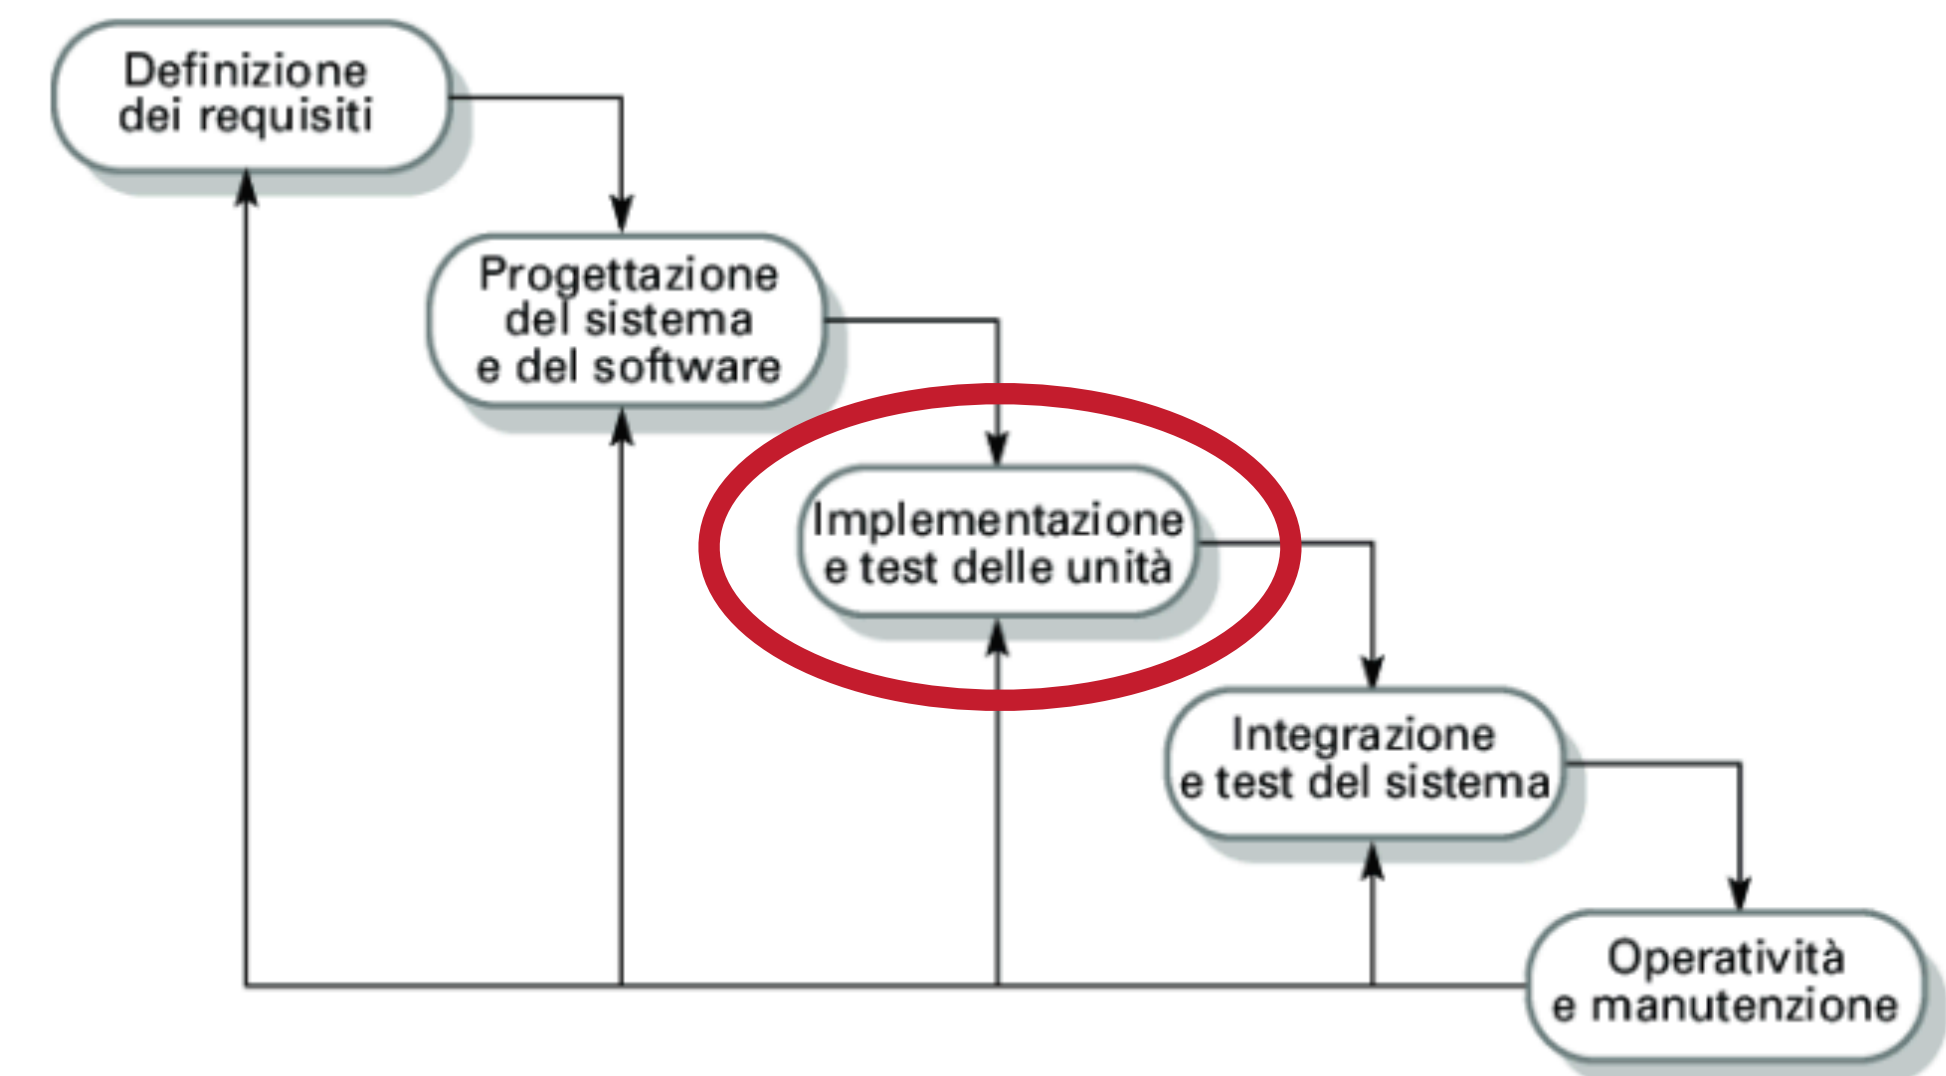 Definizione
dei requisiti
Progettazione
del sistema
e del software
Implementazione
e test delle unità
Integrazione
e test del sistema
Operatività
e manutenzione